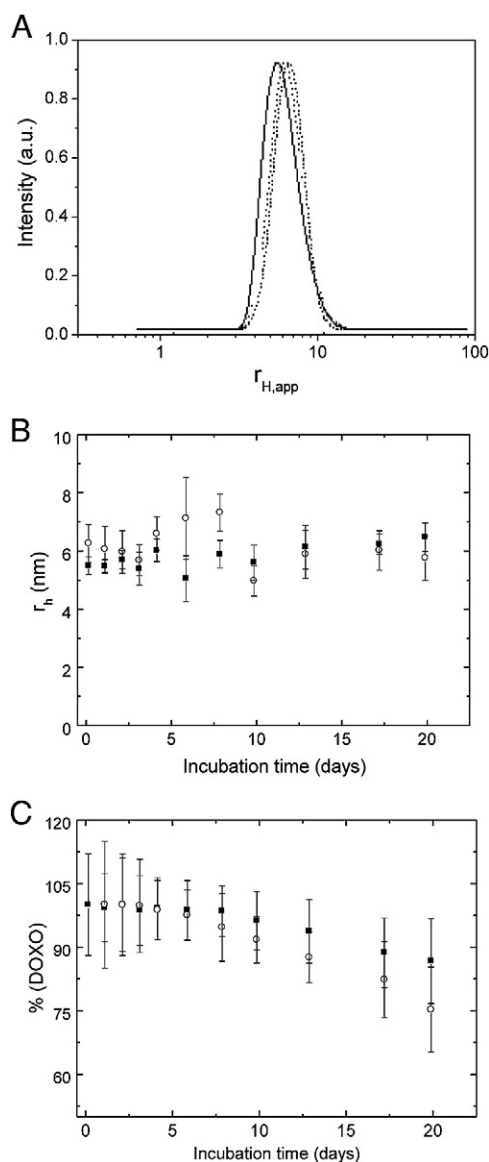 A
Intensity (a.u.)
1.0
0.8
0.6
0.4
0.2
0.0
1 10 100
r_H,app
B
r_h (nm)
10
8
6
4
2
0
0 5 10 15 20
Incubation time (days)
C
% (DOXO)
120
105
90
75
60
0 5 10 15 20
Incubation time (days)